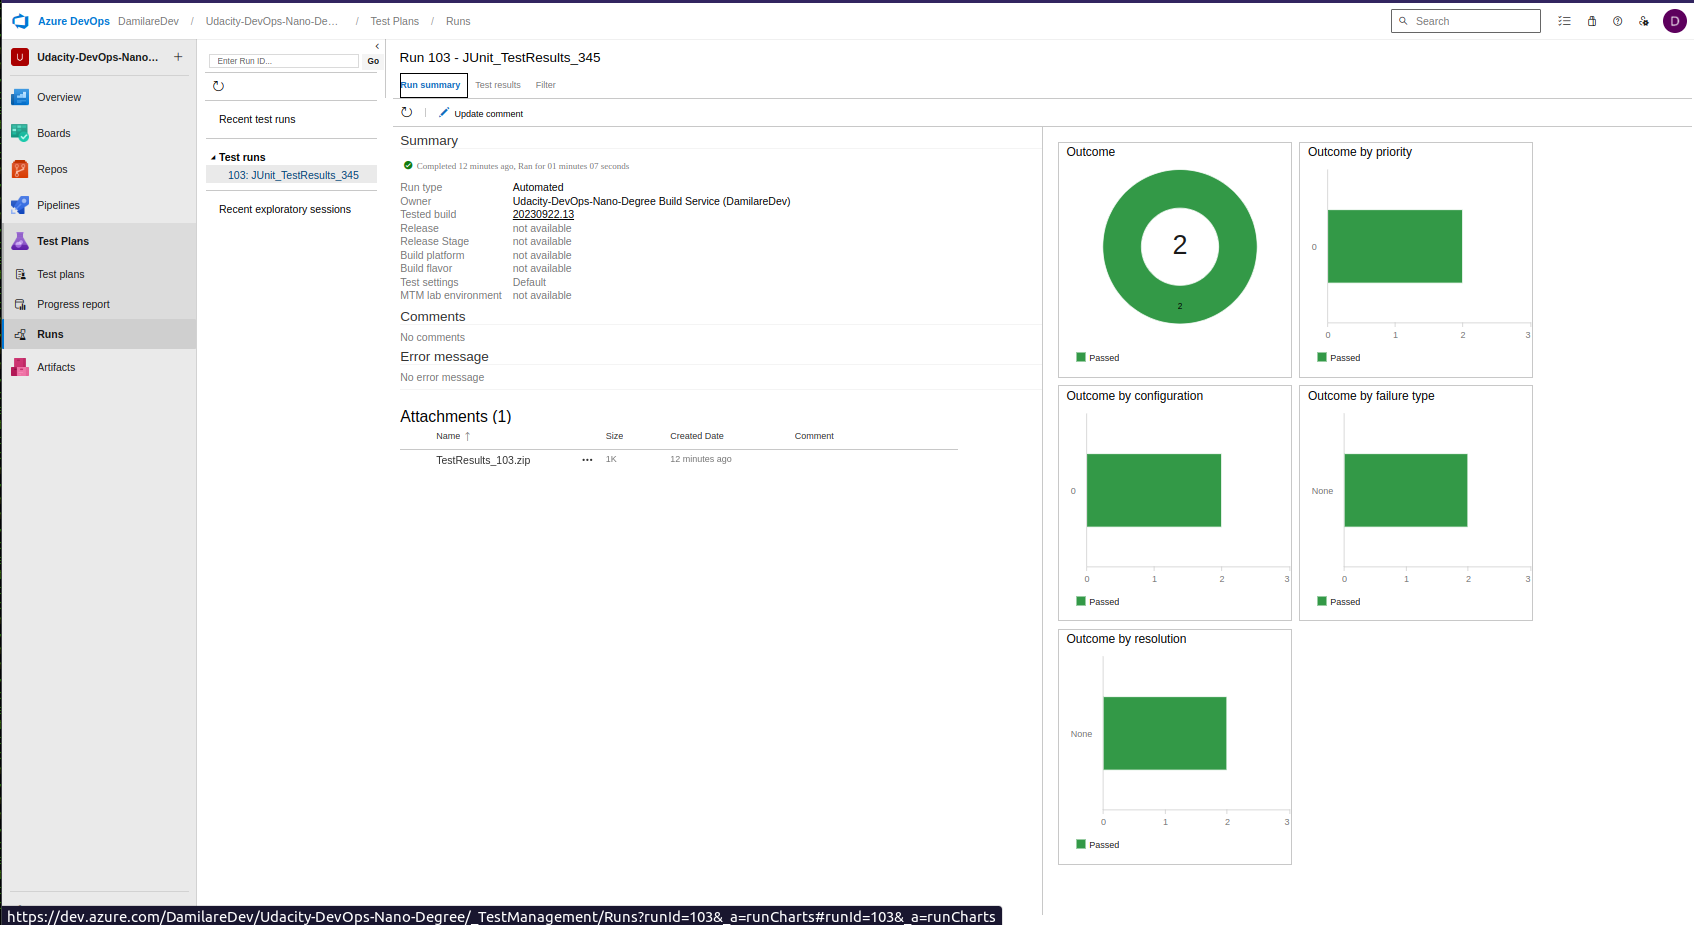 Azure DevOps DamilareDev / Udacity-DevOps-Nano-De... / Test Plans / Runs
Search
D
U Udacity-DevOps-Nano... +
Overview
Boards
Repos
Pipelines
Test Plans
Test plans
Progress report
Runs
Artifacts
Enter Run ID... Go
Recent test runs
Test runs
103: JUnit_TestResults_345
Recent exploratory sessions
Run 103 - JUnit_TestResults_345
Run summary Test results Filter
Update comment
Summary
Completed 12 minutes ago, Ran for 01 minutes 07 seconds
Run type Automated
Owner Udacity-DevOps-Nano-Degree Build Service (DamilareDev)
Tested build 20230922.13
Release not available
Release Stage not available
Build platform not available
Build flavor not available
Test settings Default
MTM lab environment not available
Comments
No comments
Error message
No error message
Attachments (1)
Name ↑ Size Created Date Comment
TestResults_103.zip ... 1K 12 minutes ago
Outcome
2
2
Passed
Outcome by priority
0
0 1 2 3
Passed
Outcome by configuration
0
0 1 2 3
Passed
Outcome by failure type
None
0 1 2 3
Passed
Outcome by resolution
None
0 1 2 3
Passed
https://dev.azure.com/DamilareDev/Udacity-DevOps-Nano-Degree/_TestManagement/Runs?runId=103&_a=runCharts#runId=103&_a=runCharts